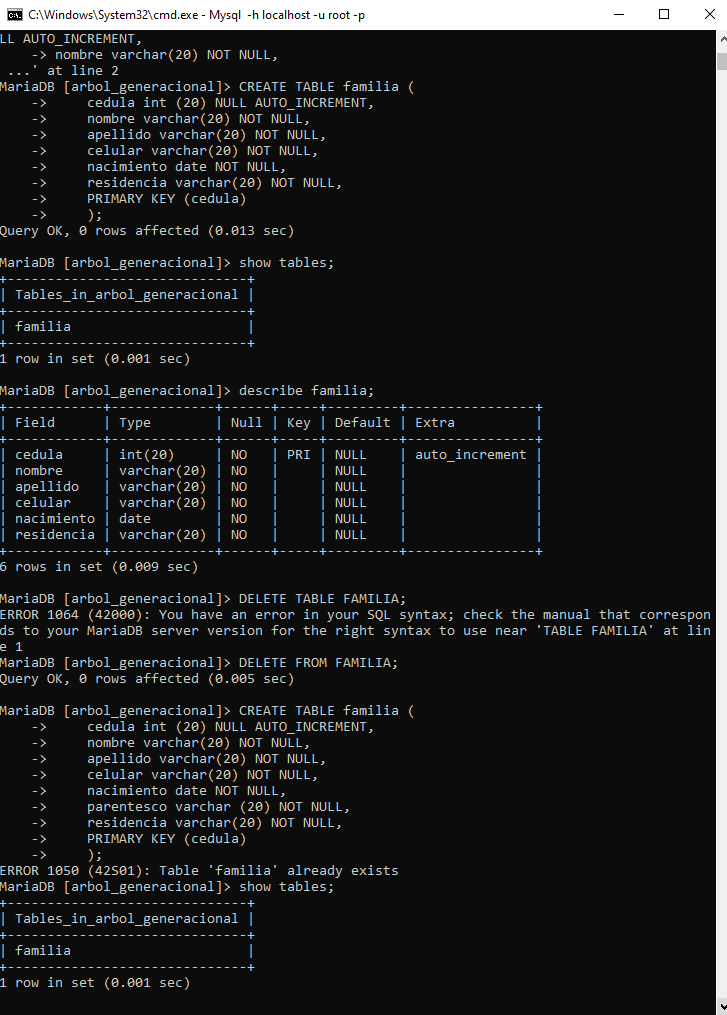 C:\Windows\System32\cmd.exe - Mysql  -h localhost -u root -p
LL AUTO_INCREMENT,
    -> nombre varchar(20) NOT NULL,
 ...' at line 2
MariaDB [arbol_generacional]> CREATE TABLE familia (
    ->     cedula int (20) NULL AUTO_INCREMENT,
    ->     nombre varchar(20) NOT NULL,
    ->     apellido varchar(20) NOT NULL,
    ->     celular varchar(20) NOT NULL,
    ->     nacimiento date NOT NULL,
    ->     residencia varchar(20) NOT NULL,
    ->     PRIMARY KEY (cedula)
    ->     );
Query OK, 0 rows affected (0.013 sec)
MariaDB [arbol_generacional]> show tables;
+------------------------------+
| Tables_in_arbol_generacional |
+------------------------------+
| familia                      |
+------------------------------+
1 row in set (0.001 sec)
MariaDB [arbol_generacional]> describe familia;
+------------+-------------+------+-----+---------+----------------+
| Field      | Type        | Null | Key | Default | Extra          |
+------------+-------------+------+-----+---------+----------------+
| cedula     | int(20)     | NO   | PRI | NULL    | auto_increment |
| nombre     | varchar(20) | NO   |     | NULL    |                |
| apellido   | varchar(20) | NO   |     | NULL    |                |
| celular    | varchar(20) | NO   |     | NULL    |                |
| nacimiento | date        | NO   |     | NULL    |                |
| residencia | varchar(20) | NO   |     | NULL    |                |
+------------+-------------+------+-----+---------+----------------+
6 rows in set (0.009 sec)
MariaDB [arbol_generacional]> DELETE TABLE FAMILIA;
ERROR 1064 (42000): You have an error in your SQL syntax; check the manual that correspon
ds to your MariaDB server version for the right syntax to use near 'TABLE FAMILIA' at lin
e 1
MariaDB [arbol_generacional]> DELETE FROM FAMILIA;
Query OK, 0 rows affected (0.005 sec)
MariaDB [arbol_generacional]> CREATE TABLE familia (
    ->     cedula int (20) NULL AUTO_INCREMENT,
    ->     nombre varchar(20) NOT NULL,
    ->     apellido varchar(20) NOT NULL,
    ->     celular varchar(20) NOT NULL,
    ->     nacimiento date NOT NULL,
    ->     parentesco varchar (20) NOT NULL,
    ->     residencia varchar(20) NOT NULL,
    ->     PRIMARY KEY (cedula)
    ->     );
ERROR 1050 (42S01): Table 'familia' already exists
MariaDB [arbol_generacional]> show tables;
+------------------------------+
| Tables_in_arbol_generacional |
+------------------------------+
| familia                      |
+------------------------------+
1 row in set (0.001 sec)